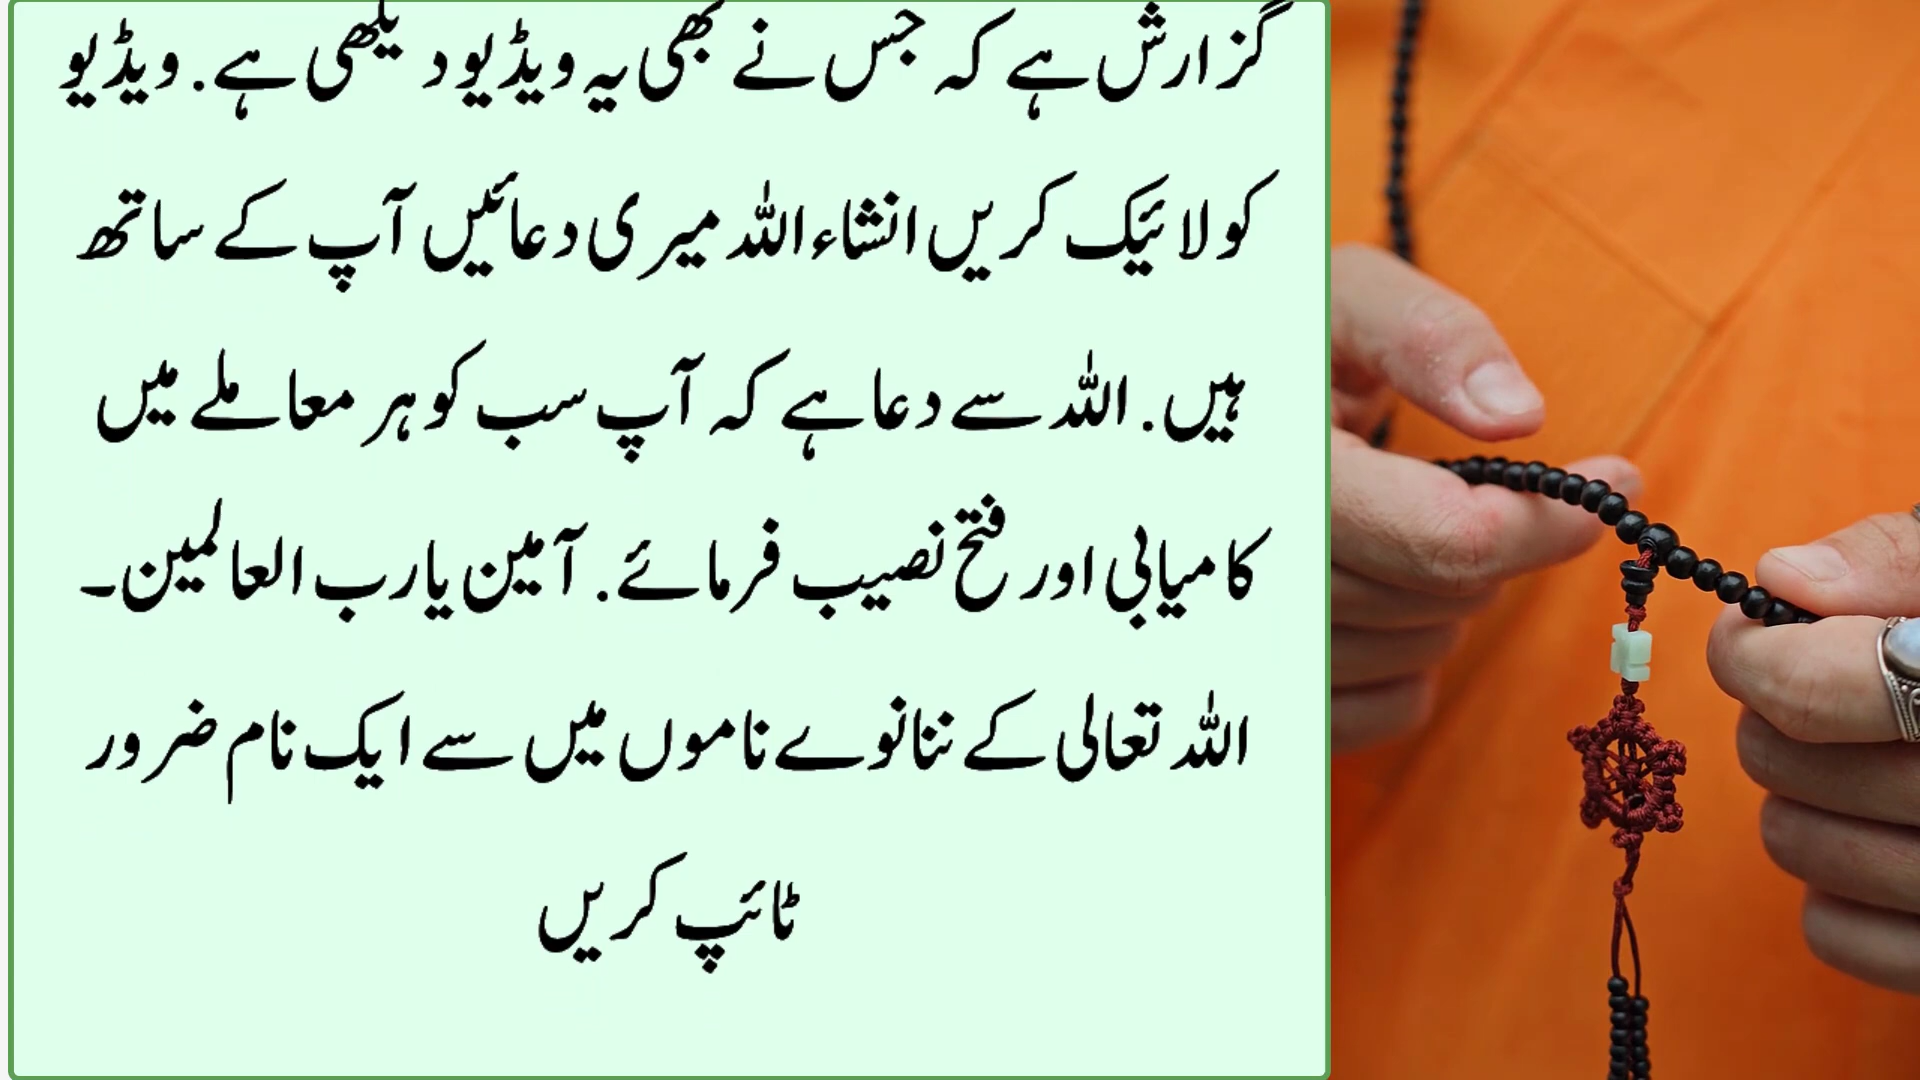 گزارش ہے کہ جس نے بھی یہ ویڈیو دیکھی ہے. ویڈیو
کو لائیک کریں انشاء اللہ میری دعائیں آپ کے ساتھ
ہیں. اللہ سے دعا ہے کہ آپ سب کو ہر معاملے میں
کامیابی اور فتح نصیب فرمائے. آمین یا رب العالمین۔
اللہ تعالی کے ننانوے ناموں میں سے ایک نام ضرور
ٹائپ کریں